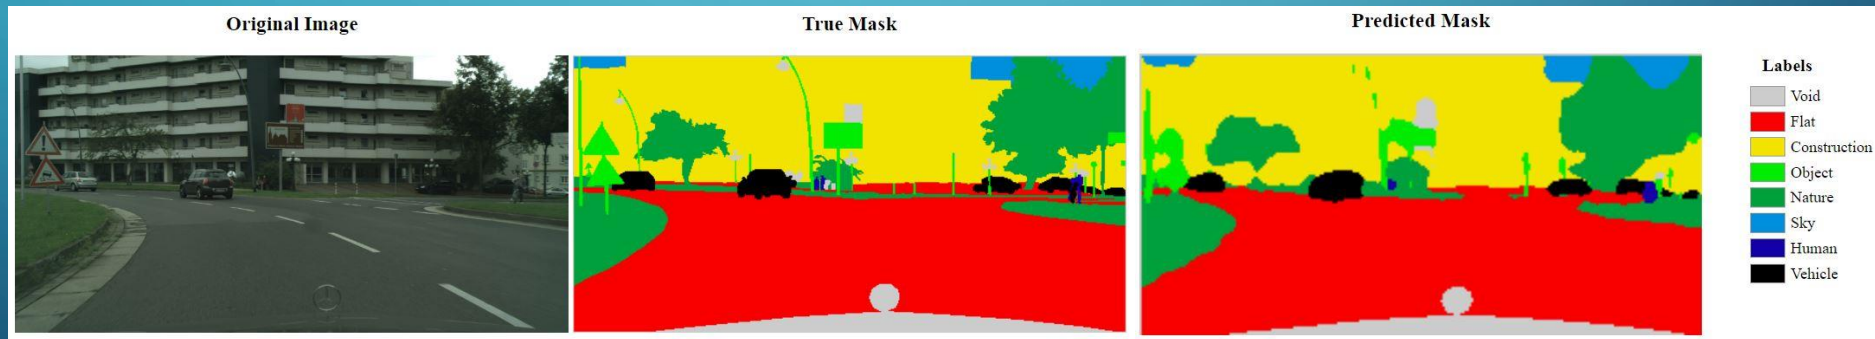 Original Image
True Mask
Predicted Mask
Labels
Void
Flat
Construction
Object
Nature
Sky
Human
Vehicle